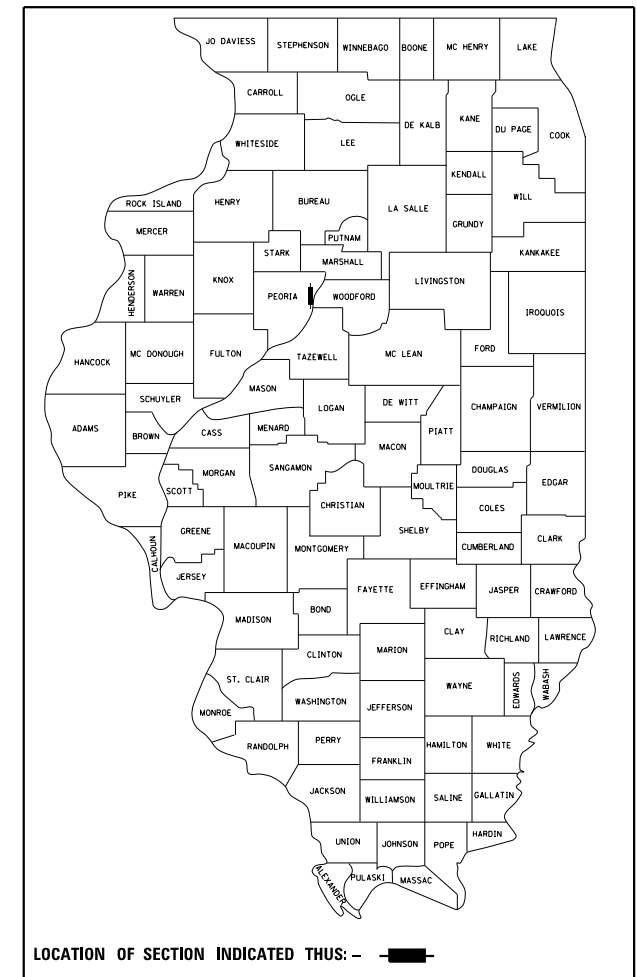 JO DAVIESS
STEPHENSON
WINNEBAGO
BOONE
MC HENRY
LAKE
CARROLL
OGLE
DE KALB
KANE
DU PAGE
COOK
WHITESIDE
LEE
KENDALL
WILL
ROCK ISLAND
HENRY
BUREAU
LA SALLE
GRUNDY
MERCER
PUTNAM
STARK
MARSHALL
KANKAKEE
HENDERSON
WARREN
KNOX
PEORIA
WOODFORD
LIVINGSTON
IROQUOIS
HANCOCK
MC DONOUGH
FULTON
TAZEWELL
MC LEAN
FORD
SCHUYLER
MASON
LOGAN
DE WITT
CHAMPAIGN
VERMILION
ADAMS
BROWN
CASS
MENARD
MACON
PIATT
MORGAN
SANGAMON
DOUGLAS
EDGAR
PIKE
SCOTT
CHRISTIAN
MOULTRIE
COLES
GREENE
MACOUPIN
MONTGOMERY
SHELBY
CUMBERLAND
CLARK
CALHOUN
JERSEY
FAYETTE
EFFINGHAM
JASPER
CRAWFORD
MADISON
BOND
CLAY
RICHLAND
LAWRENCE
CLINTON
MARION
ST. CLAIR
WAYNE
EDWARDS
WABASH
WASHINGTON
JEFFERSON
MONROE
RANDOLPH
PERRY
HAMILTON
WHITE
FRANKLIN
JACKSON
WILLIAMSON
SALINE
GALLATIN
UNION
JOHNSON
POPE
HARDIN
ALEXANDER
PULASKI
MASSAC
LOCATION OF SECTION INDICATED THUS: –